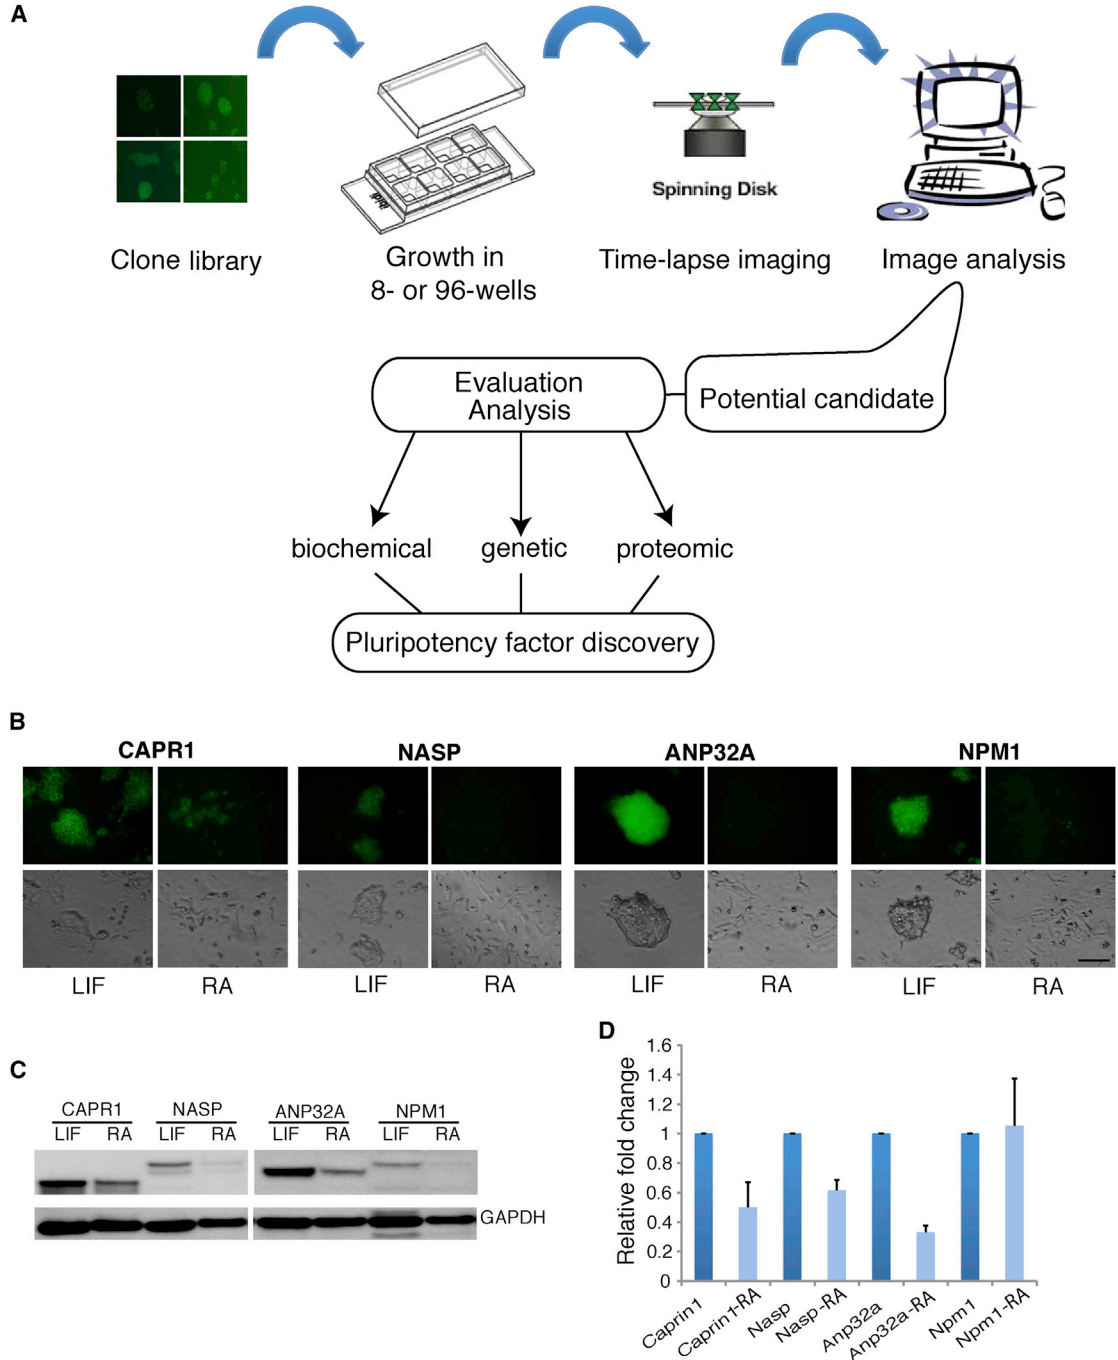 A
ibidi
Spinning Disk
Clone library
Growth in
8- or 96-wells
Time-lapse imaging
Image analysis
Evaluation
Analysis
Potential candidate
biochemical
genetic
proteomic
Pluripotency factor discovery
B
CAPR1
NASP
ANP32A
NPM1
LIF
RA
LIF
RA
LIF
RA
LIF
RA
C
CAPR1
NASP
ANP32A
NPM1
LIF
RA
LIF
RA
LIF
RA
LIF
RA
GAPDH
D
Relative fold change
1.6
1.4
1.2
1
0.8
0.6
0.4
0.2
0
Caprin1
Caprin1-RA
Nasp
Nasp-RA
Anp32a
Anp32a-RA
Npm1
Npm1-RA